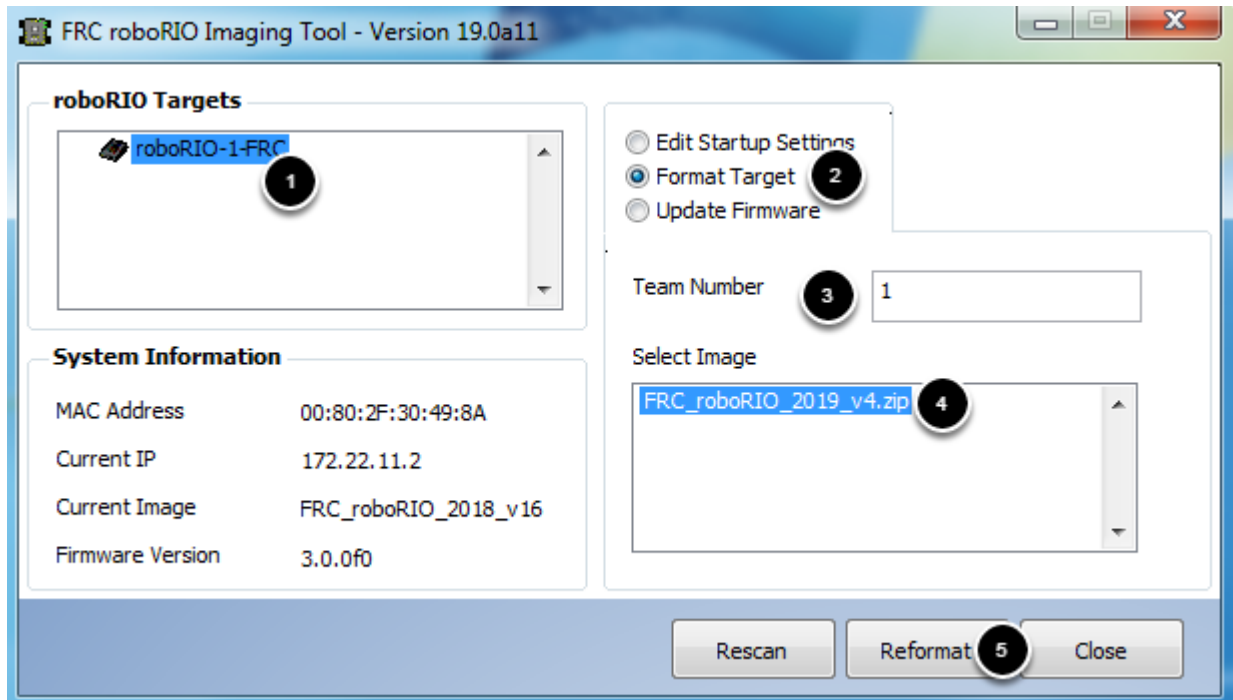 FRC roboRIO Imaging Tool - Version 19.0a11
roboRIO Targets
roboRIO-1-FRC
1
Edit Startup Settings
Format Target 2
Update Firmware
Team Number 3 1
Select Image
FRC_roboRIO_2019_v4.zip 4
System Information
MAC Address 00:80:2F:30:49:8A
Current IP 172.22.11.2
Current Image FRC_roboRIO_2018_v16
Firmware Version 3.0.0f0
Rescan Reformat 5 Close